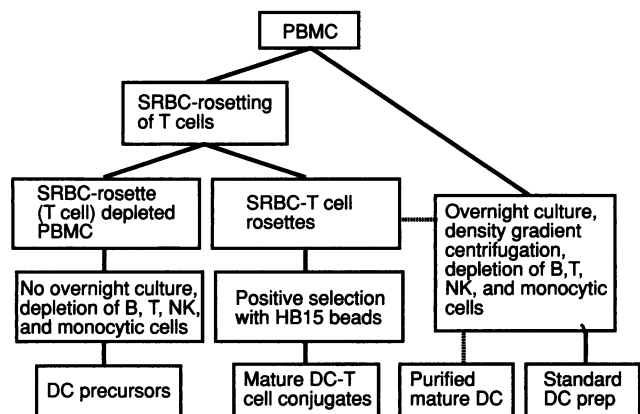 PBMC
SRBC-rosetting
of T cells
SRBC-rosette
(T cell) depleted
PBMC
SRBC-T cell
rosettes
Overnight culture,
density gradient
centrifugation,
depletion of B,T,
NK, and monocytic
cells
No overnight culture,
depletion of B, T, NK,
and monocytic cells
Positive selection
with HB15 beads
DC precursors
Mature DC-T
cell conjugates
Purified
mature DC
Standard
DC prep